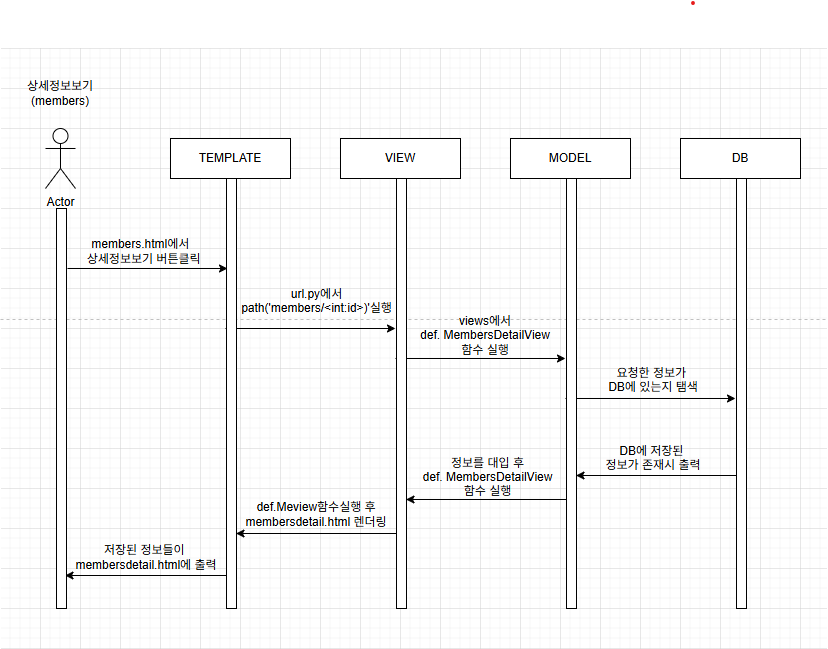 상세정보보기
(members)
Actor
TEMPLATE
VIEW
MODEL
DB
members.html에서
상세정보보기 버튼클릭
url.py에서
path('members/<int:id>)'실행
views에서
def. MembersDetailView
함수 실행
요청한 정보가
DB에 있는지 탬색
DB에 저장된
정보가 존재시 출력
정보를 대입 후
def. MembersDetailView
함수 실행
def.Meview함수실행 후
membersdetail.html 렌더링
저장된 정보들이
membersdetail.html에 출력